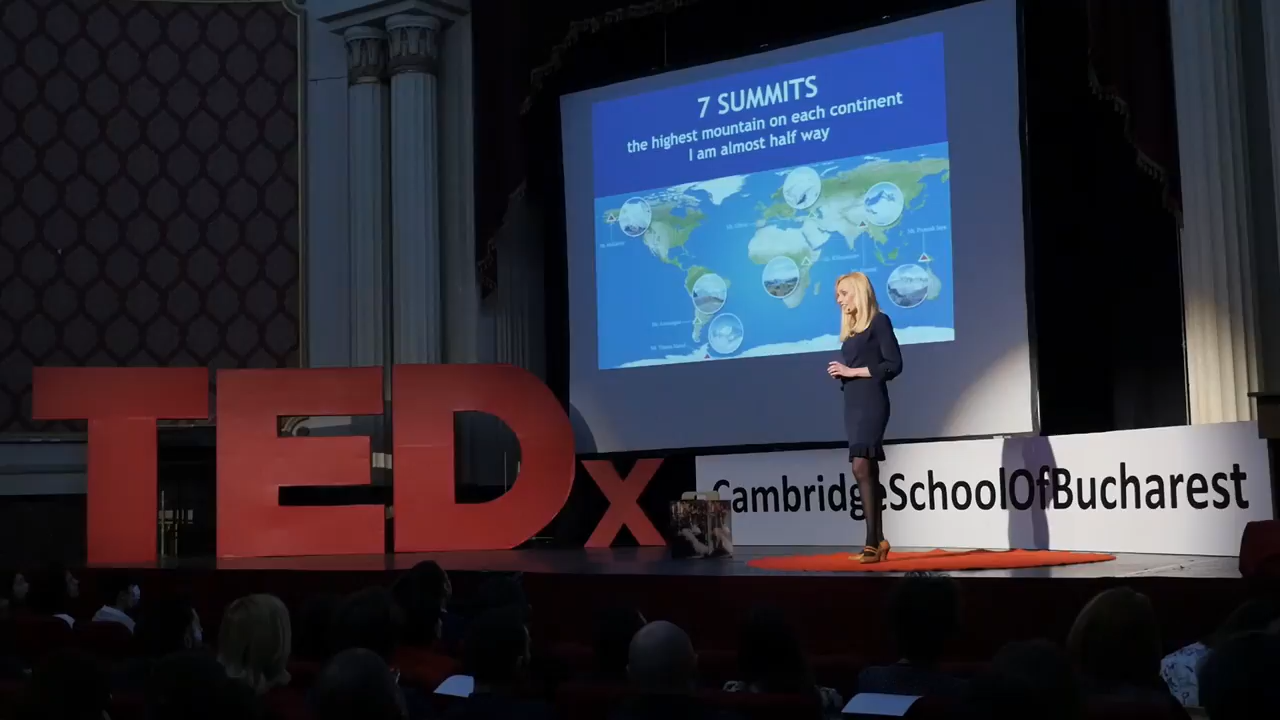 7 SUMMITS
the highest mountain on each continent
I am almost half way
TEDx
CambridgeSchoolOfBucharest